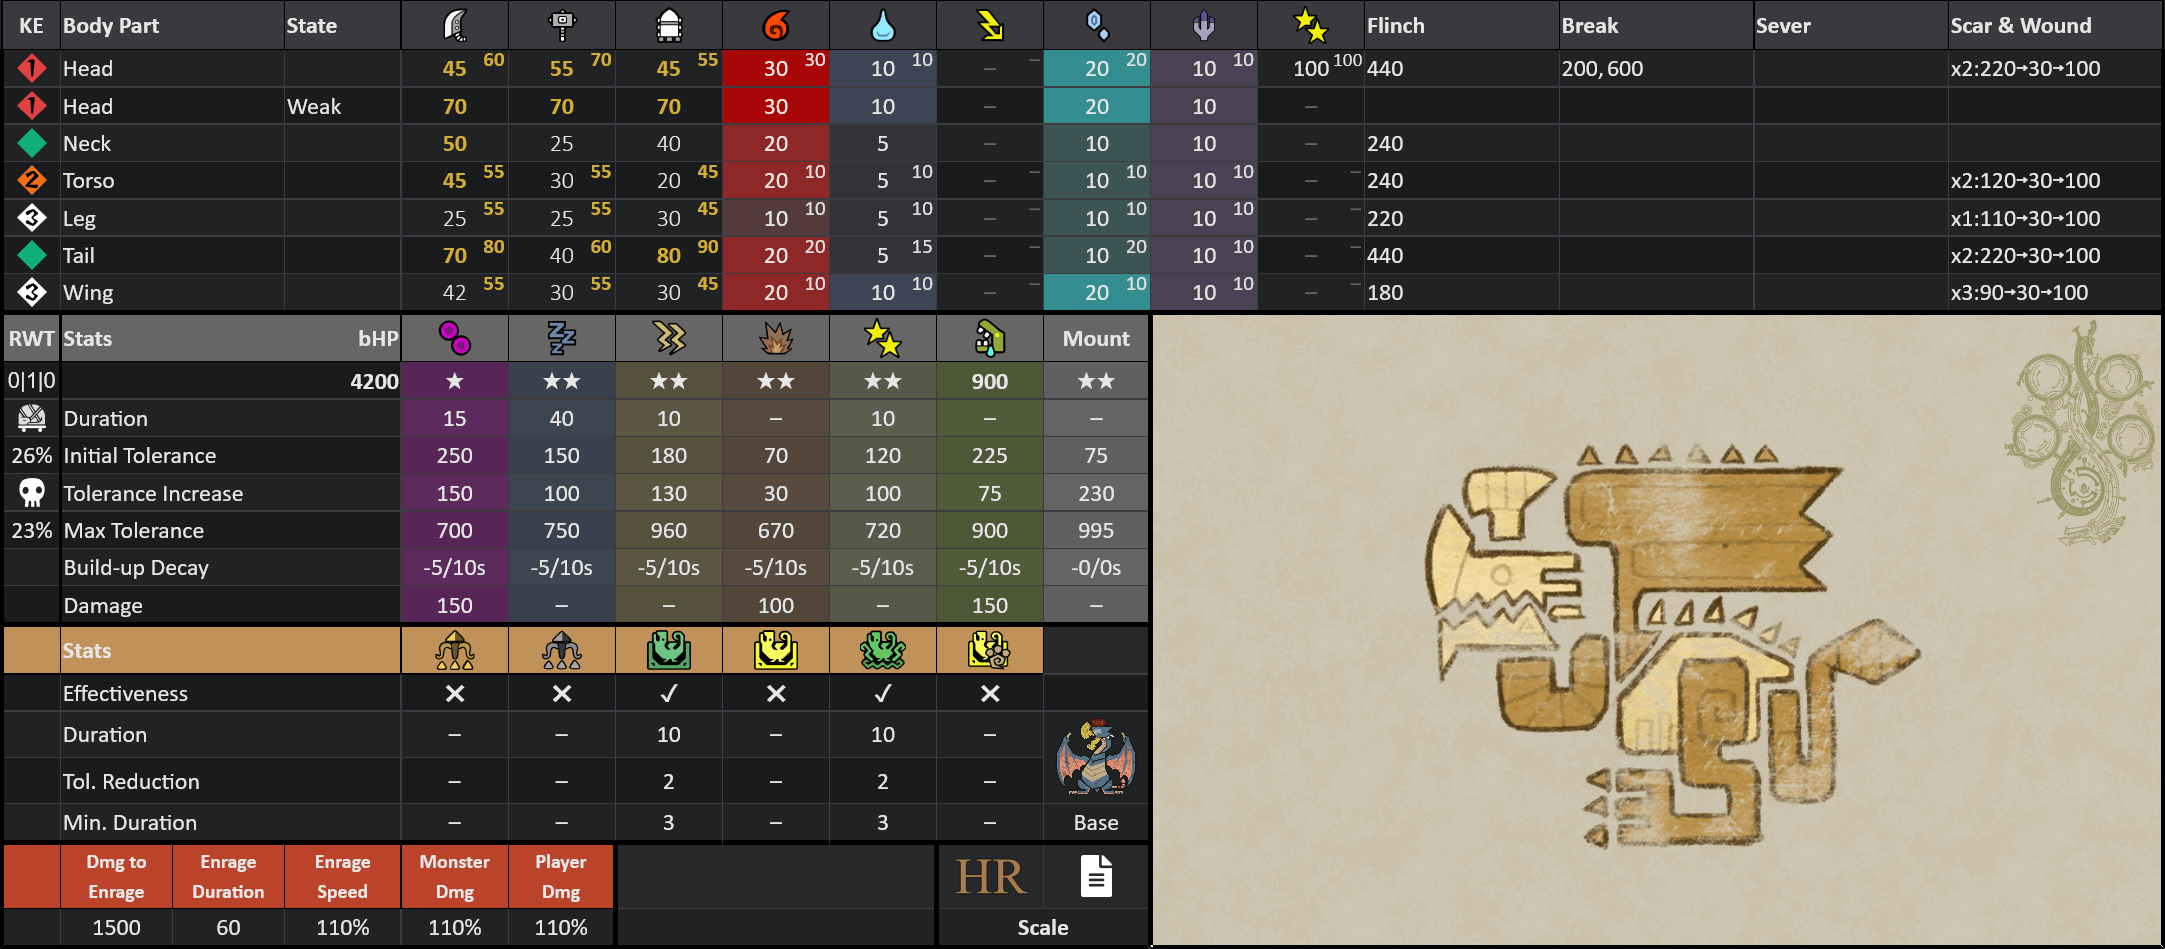 KE Body Part State Flinch Break Sever Scar & Wound
1 Head 45 60 55 70 45 55 30 30 10 10 – – 20 20 10 10 100 100 440 200, 600 x2:220→30→100
1 Head Weak 70 70 70 30 10 – 20 10 –
Neck 50 25 40 20 5 – 10 10 – 240
2 Torso 45 55 30 55 20 45 20 10 5 10 – – 10 10 10 10 – – 240 x2:120→30→100
3 Leg 25 55 25 55 30 45 10 10 5 10 – – 10 10 10 10 – – 220 x1:110→30→100
Tail 70 80 40 60 80 90 20 20 5 15 – – 10 20 10 10 – – 440 x2:220→30→100
3 Wing 42 55 30 55 30 45 20 10 10 10 – – 20 10 10 10 – – 180 x3:90→30→100
RWT Stats bHP ZZZ Mount
0|1|0 4200 ★ ★★ ★★ ★★ ★★ 900 ★★
Duration 15 40 10 – 10 – –
26% Initial Tolerance 250 150 180 70 120 225 75
Tolerance Increase 150 100 130 30 100 75 230
23% Max Tolerance 700 750 960 670 720 900 995
Build-up Decay -5/10s -5/10s -5/10s -5/10s -5/10s -5/10s -0/0s
Damage 150 – – 100 – 150 –
Stats
Effectiveness ✕ ✕ ✓ ✕ ✓ ✕
Duration – – 10 – 10 –
Tol. Reduction – – 2 – 2 –
Min. Duration – – 3 – 3 – Base
Dmg to Enrage Enrage Duration Enrage Speed Monster Dmg Player Dmg HR
1500 60 110% 110% 110% Scale